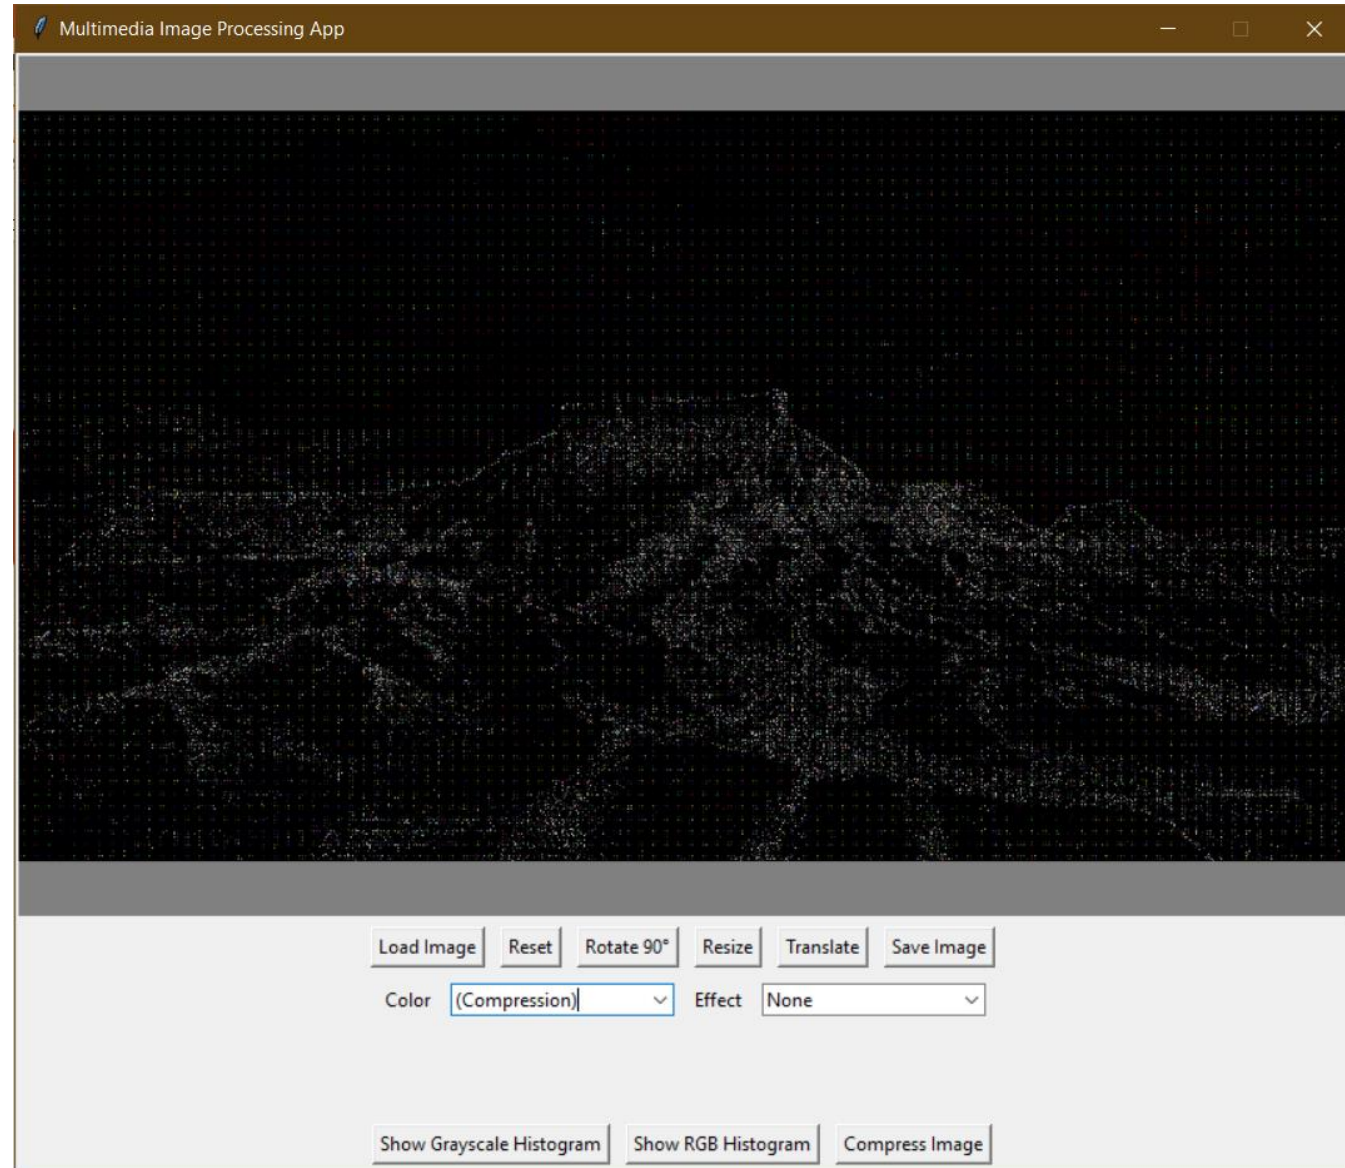 Multimedia Image Processing App
Load Image Reset Rotate 90° Resize Translate Save Image
Color (Compression) Effect None
Show Grayscale Histogram Show RGB Histogram Compress Image